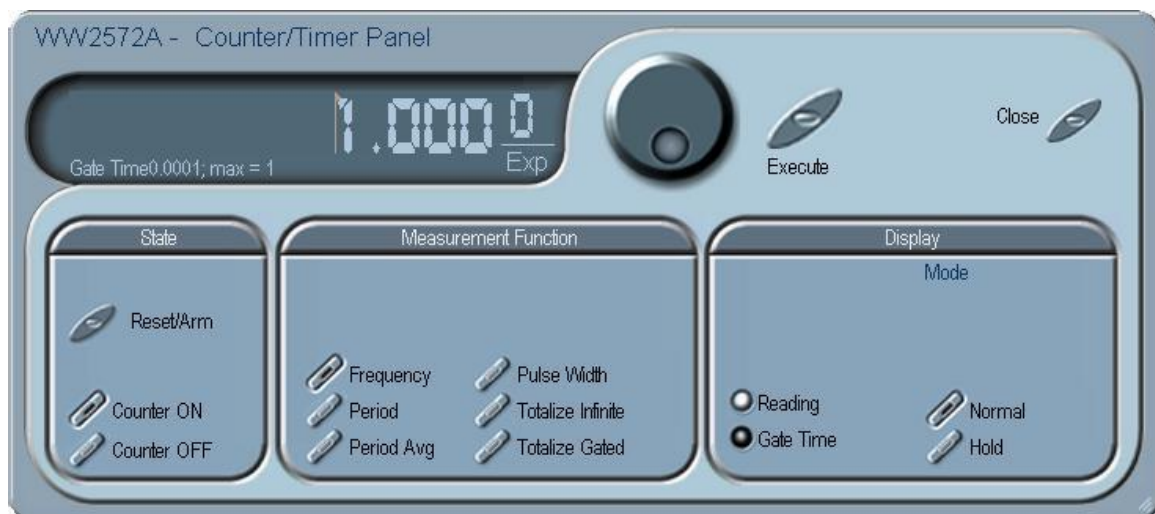 WW2572A - Counter/Timer Panel
1.000 0
Exp
Gate Time0.0001; max = 1
Execute
Close
State
Reset/Arm
Counter ON
Counter OFF
Measurement Function
Frequency
Period
Period Avg
Pulse Width
Totalize Infinite
Totalize Gated
Display
Mode
Reading
Gate Time
Normal
Hold